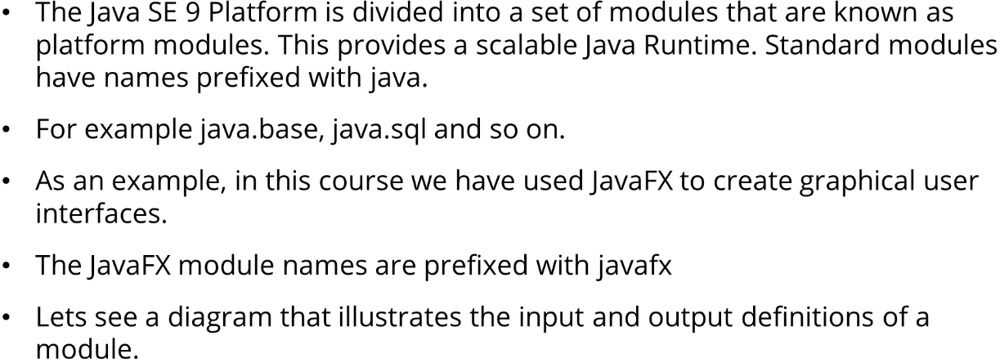 • The Java SE 9 Platform is divided into a set of modules that are known as
platform modules. This provides a scalable Java Runtime. Standard modules
have names prefixed with java.
• For example java.base, java.sql and so on.
• As an example, in this course we have used JavaFX to create graphical user
interfaces.
• The JavaFX module names are prefixed with javafx
• Lets see a diagram that illustrates the input and output definitions of a
module.